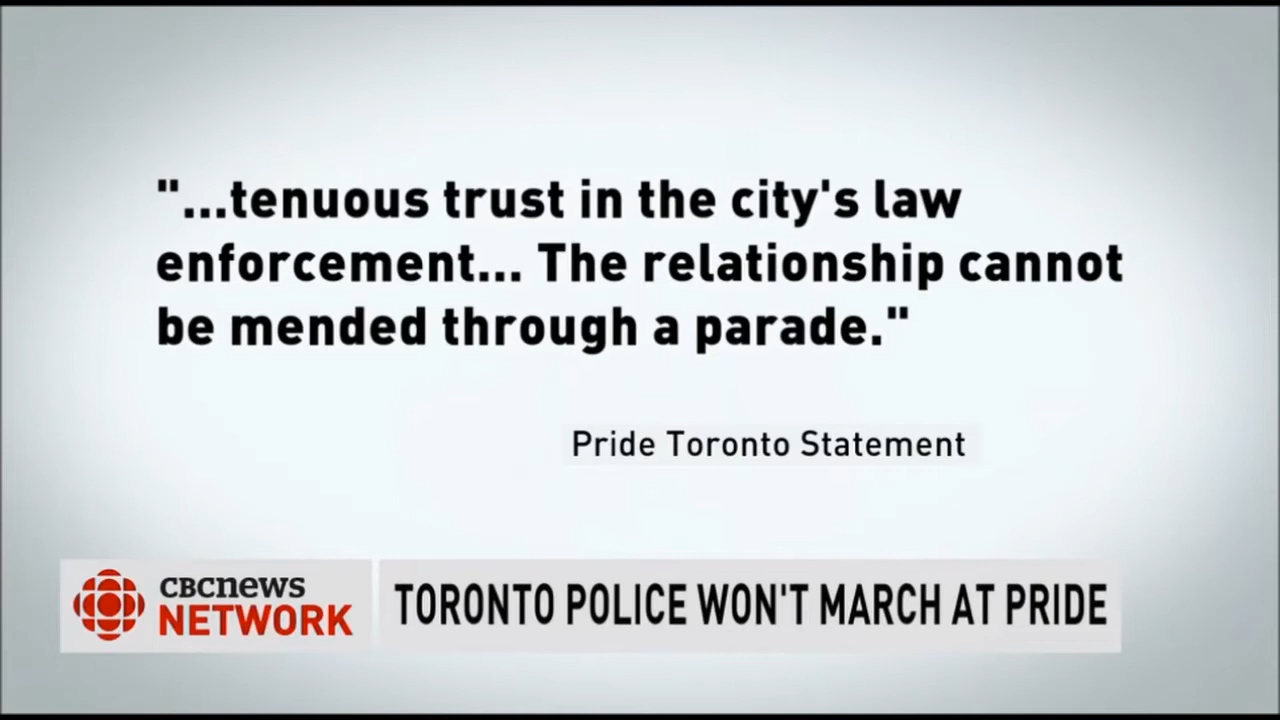 "...tenuous trust in the city's law
enforcement... The relationship cannot
be mended through a parade."
Pride Toronto Statement
CBCnews
NETWORK
TORONTO POLICE WON'T MARCH AT PRIDE